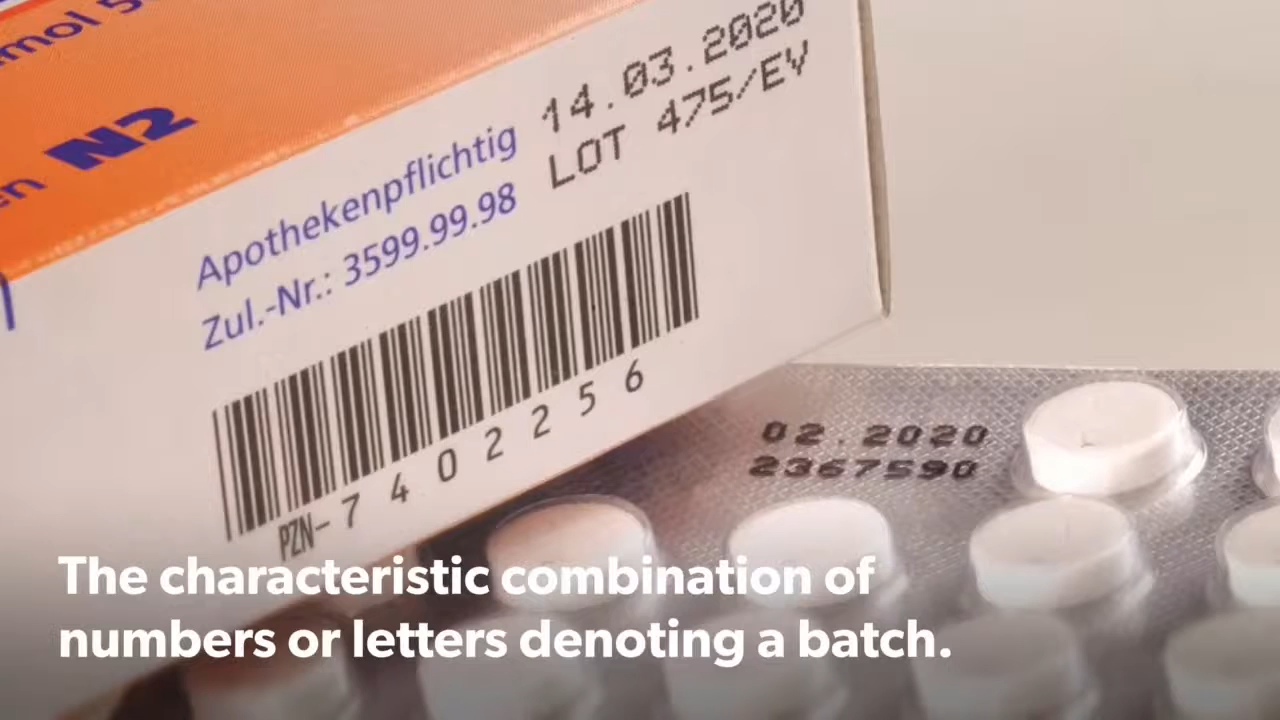 N2
14.03.2020
LOT 475/EV
Apothekenpflichtig
Zul.-Nr.: 3599.99.98
PZN-7402256
02.2020
2367590
The characteristic combination of
numbers or letters denoting a batch.